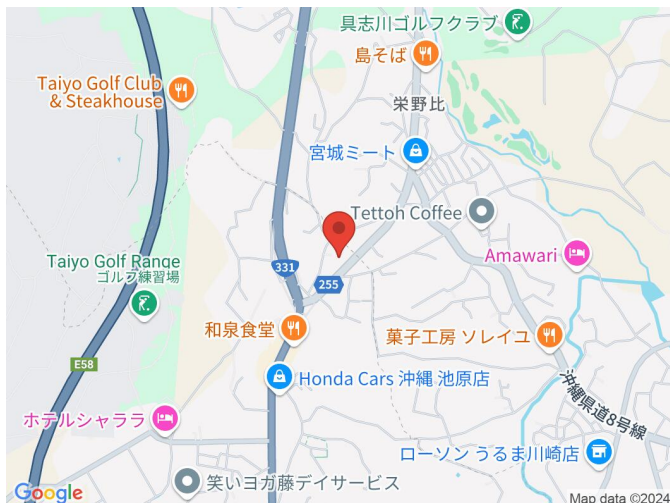 具志川ゴルフクラブ
島そば
Taiyo Golf Club
& Steakhouse
栄野比
宮城ミート
Tettoh Coffee
Amawari
Taiyo Golf Range
ゴルフ練習場
331
255
和泉食堂
菓子工房 ソレイユ
E58
Honda Cars 沖縄 池原店
沖縄県道8号線
ホテルシャララ
ローソン うるま川崎店
笑いヨガ藤デイサービス
Google
Map data ©2024